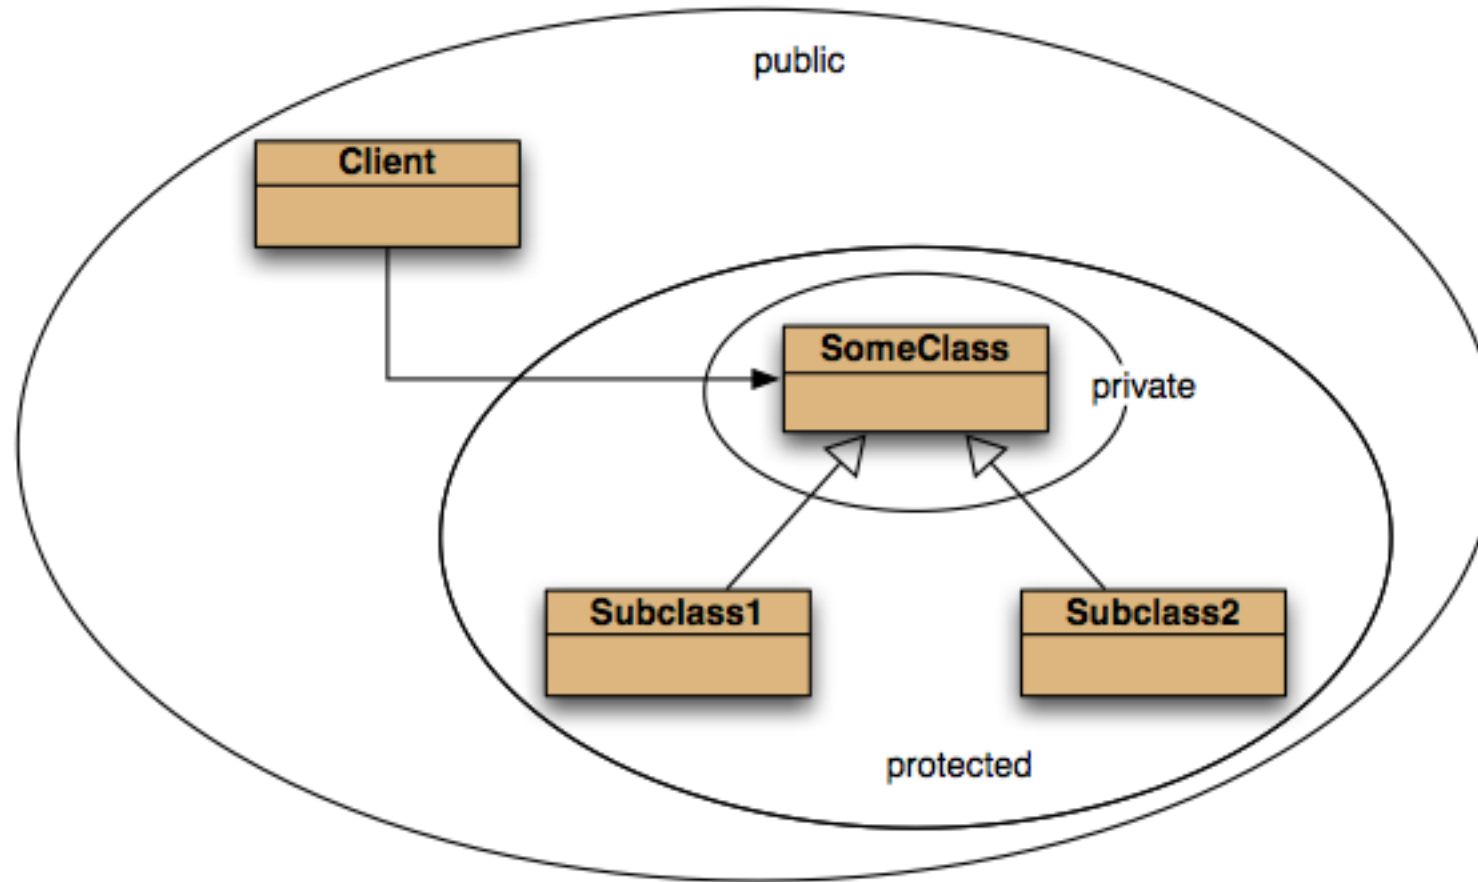 public
Client
SomeClass
private
Subclass1
Subclass2
protected